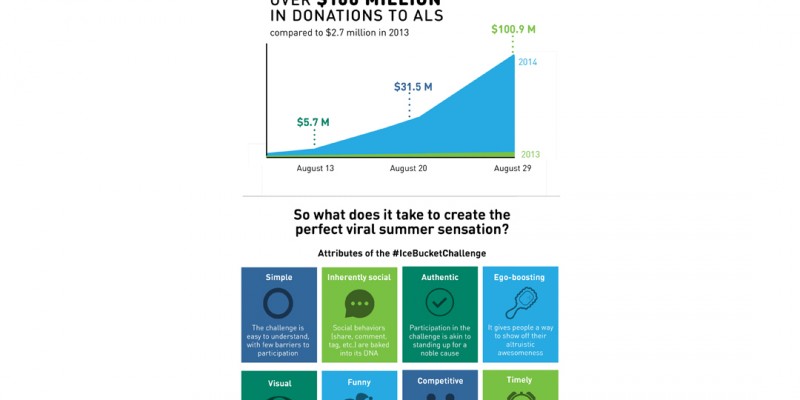 OVER $100 MILLION
IN DONATIONS TO ALS
compared to $2.7 million in 2013
$100.9 M
2014
$31.5 M
$5.7 M
2013
August 13
August 20
August 29
So what does it take to create the
perfect viral summer sensation?
Attributes of the #IceBucketChallenge
Simple
The challenge is
easy to understand,
with few barriers to
participation
Inherently social
Social behaviors
(share, comment,
tag, etc.) are baked
into its DNA
Authentic
Participation in the
challenge is akin to
standing up for a
noble cause
Ego-boosting
It gives people a way
to show off their
altruistic
awesomeness
Visual
Funny
Competitive
Timely